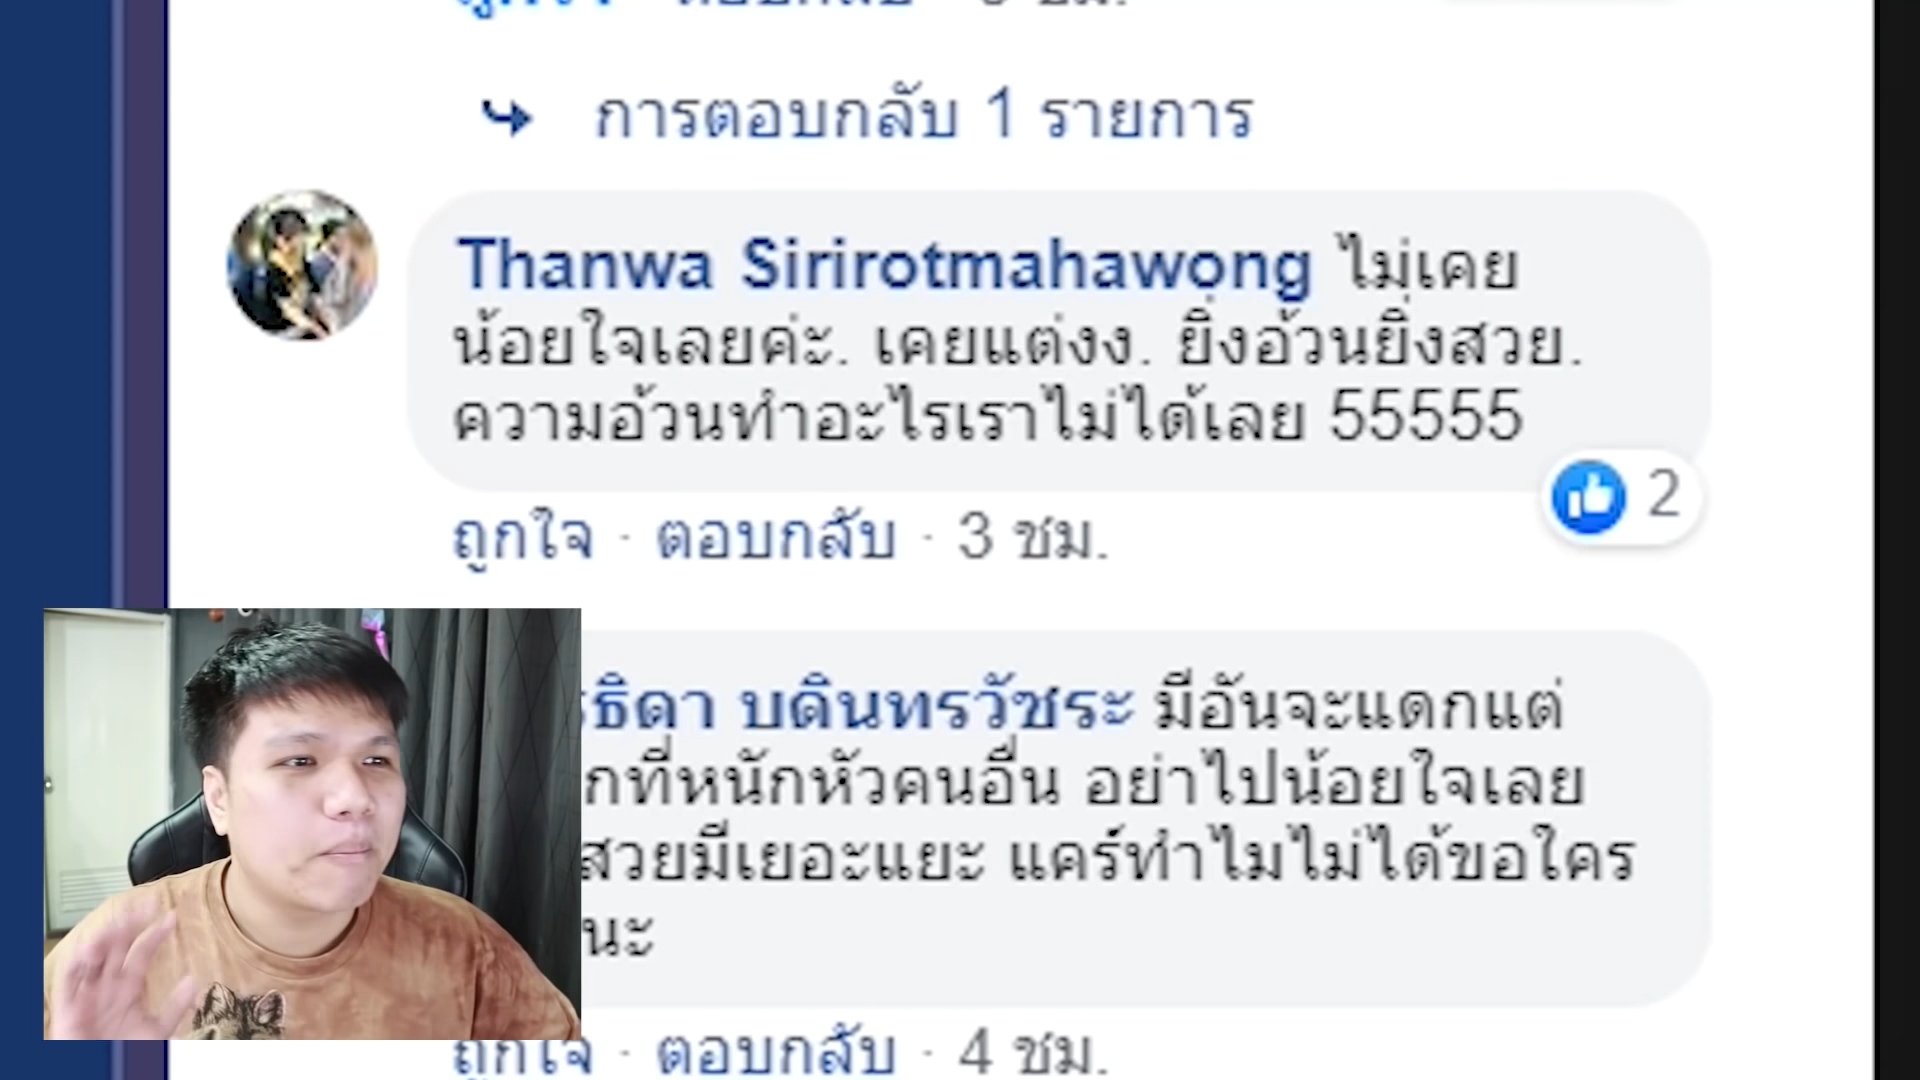 การตอบกลับ 1 รายการ
Thanwa Sirirotmahawong ไม่เคย
น้อยใจเลยค่ะ. เคยแต่งง. ยิ่งอ้วนยิ่งสวย.
ความอ้วนทำอะไรเราไม่ได้เลย 55555
2
ถูกใจ · ตอบกลับ · 3 ชม.
บดินทรวัชระ มีอันจะแดกแต่
ที่หนักหัวคนอื่น อย่าไปน้อยใจเลย
สวยมีเยอะแยะ แคร์ทำไมไม่ได้ขอใคร
นะ
ถูกใจ · ตอบกลับ · 4 ชม.